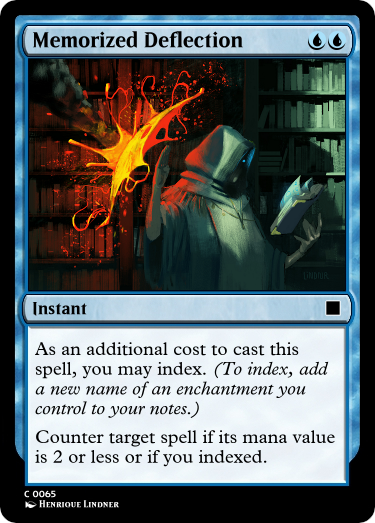 Memorized Deflection
LINDNER
Instant
As an additional cost to cast this
spell, you may index. (To index, add
a new name of an enchantment you
control to your notes.)
Counter target spell if its mana value
is 2 or less or if you indexed.
C 0065
Henrique Lindner